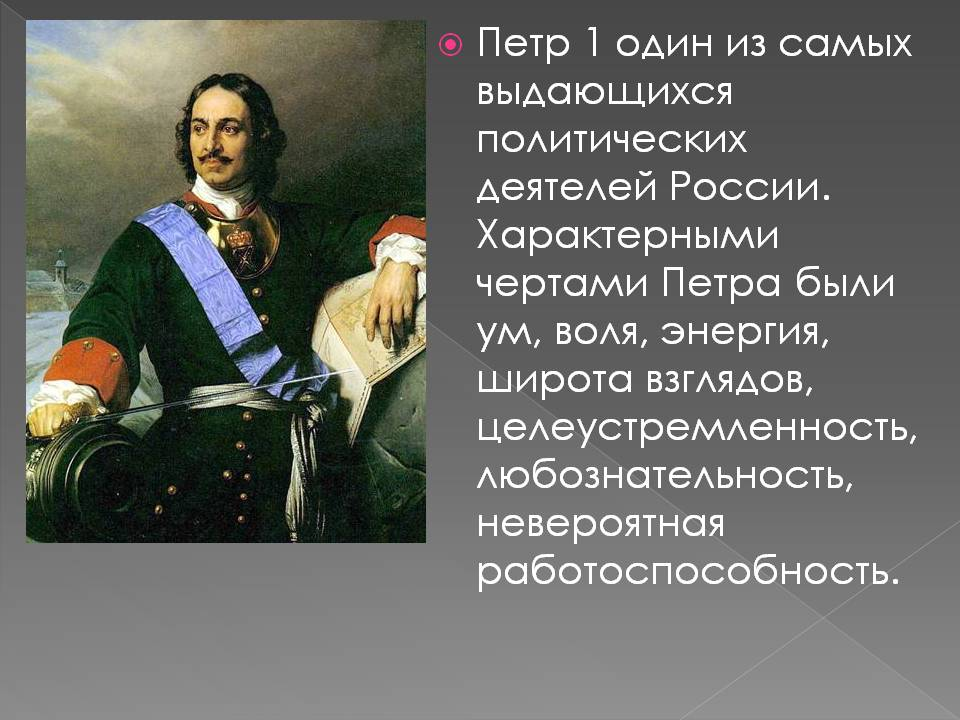 Петр 1 один из самых
выдающихся
политических
деятелей России.
Характерными
чертами Петра были
ум, воля, энергия,
широта взглядов,
целеустремленность,
любознательность,
невероятная
работоспособность.